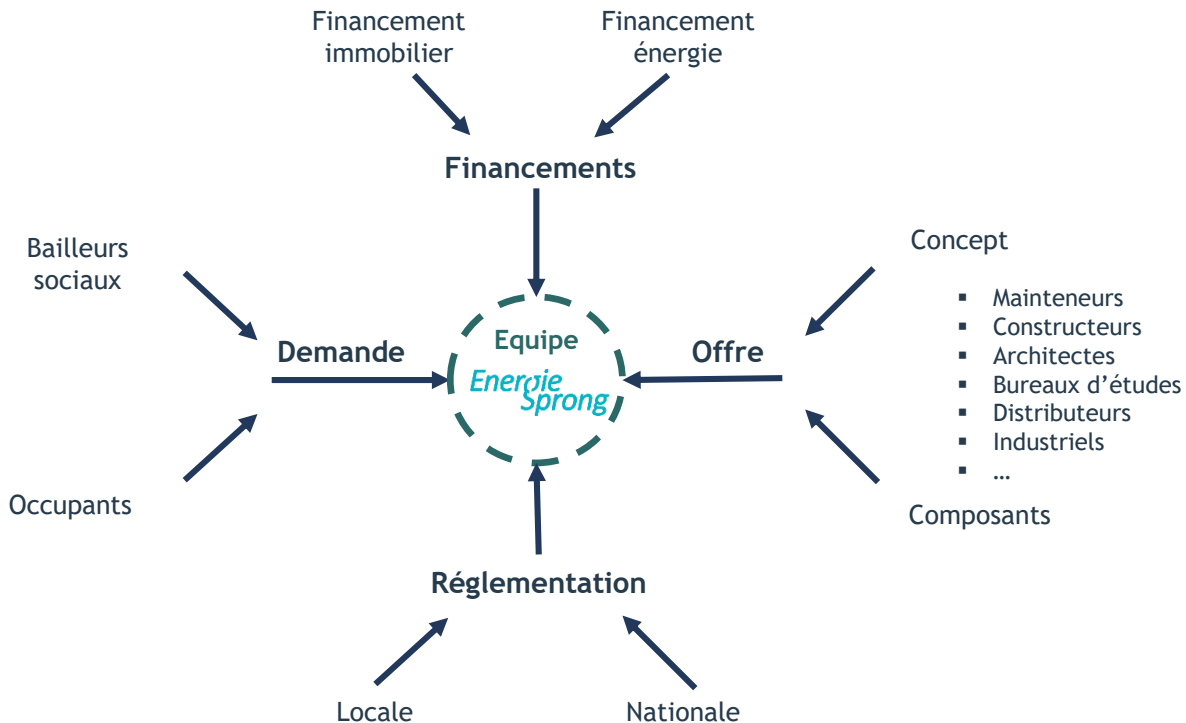 Financement
immobilier
Financement
énergie
Financements
Bailleurs
sociaux
Demande
Occupants
Equipe
Energie
Sprong
Offre
Concept
▪ Mainteneurs
▪ Constructeurs
▪ Architectes
▪ Bureaux d’études
▪ Distributeurs
▪ Industriels
▪ …
Composants
Réglementation
Locale
Nationale